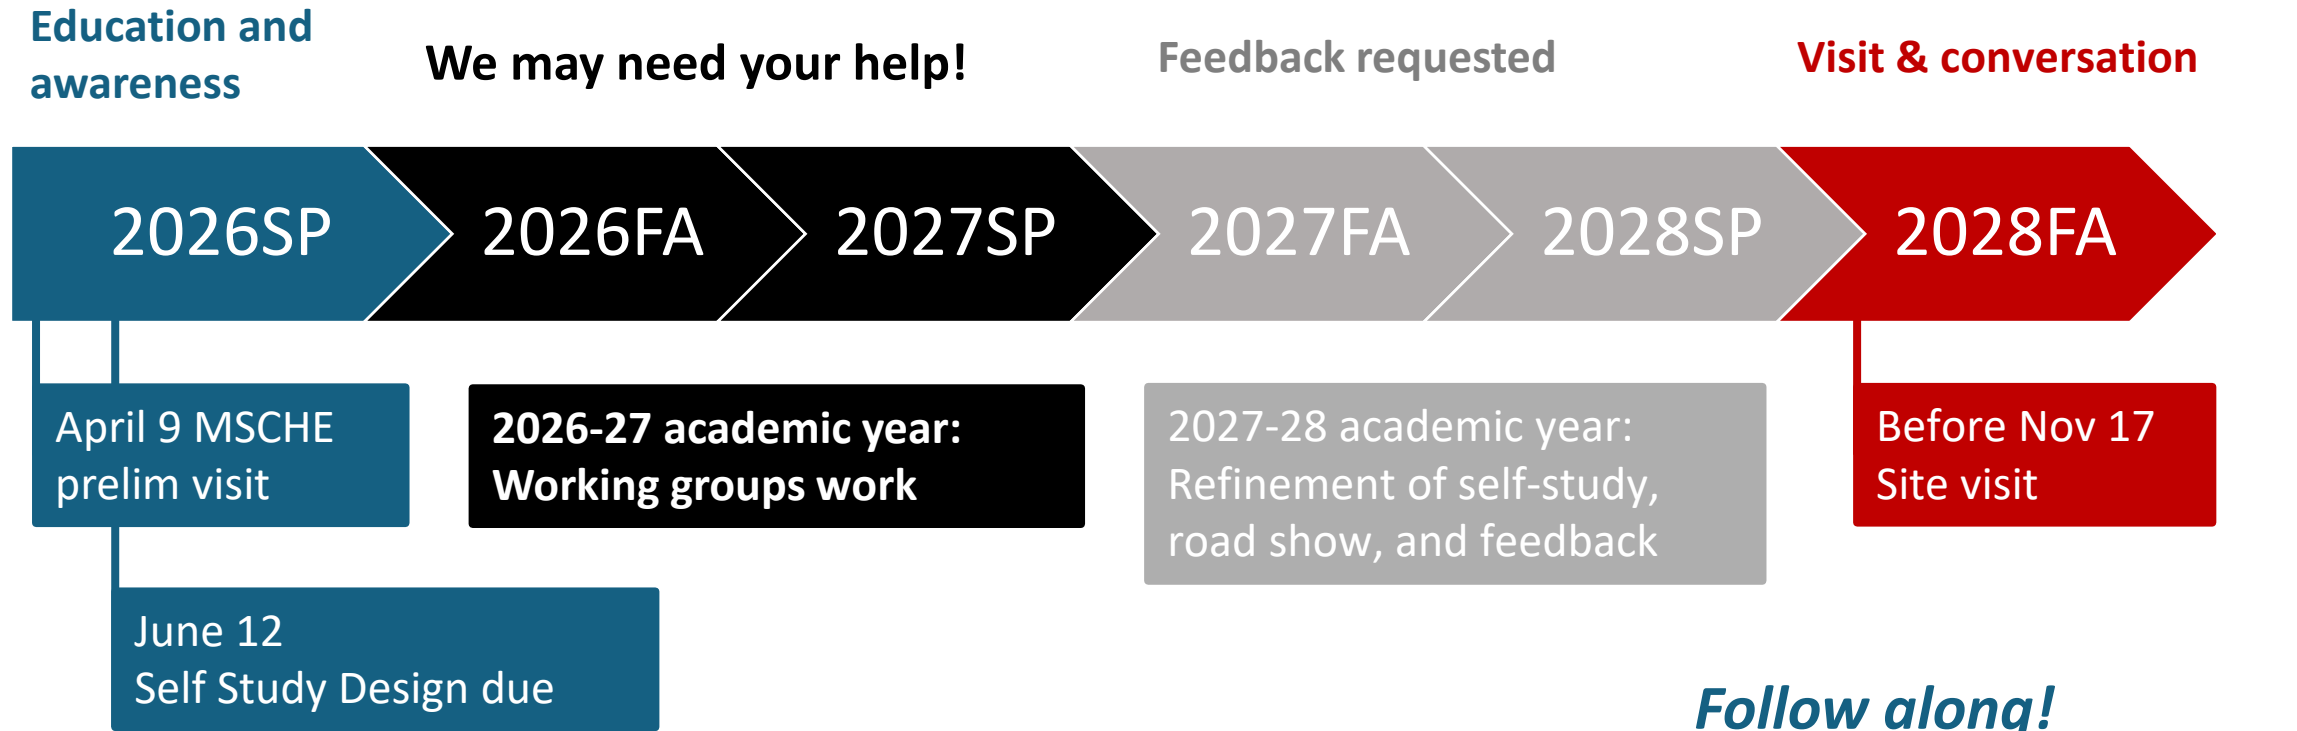 Education and
awareness
We may need your help!
Feedback requested
Visit & conversation
2026SP
2026FA
2027SP
2027FA
2028SP
2028FA
April 9 MSCHE
prelim visit
2026-27 academic year:
Working groups work
2027-28 academic year:
Refinement of self-study,
road show, and feedback
Before Nov 17
Site visit
June 12
Self Study Design due
Follow along!